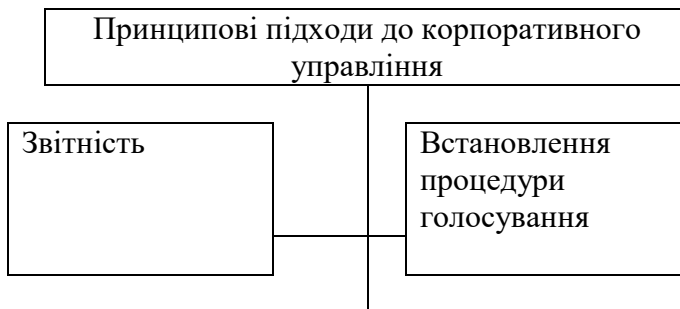 Принципові підходи до корпоративного
управління
Звітність
Встановлення
процедури
голосування